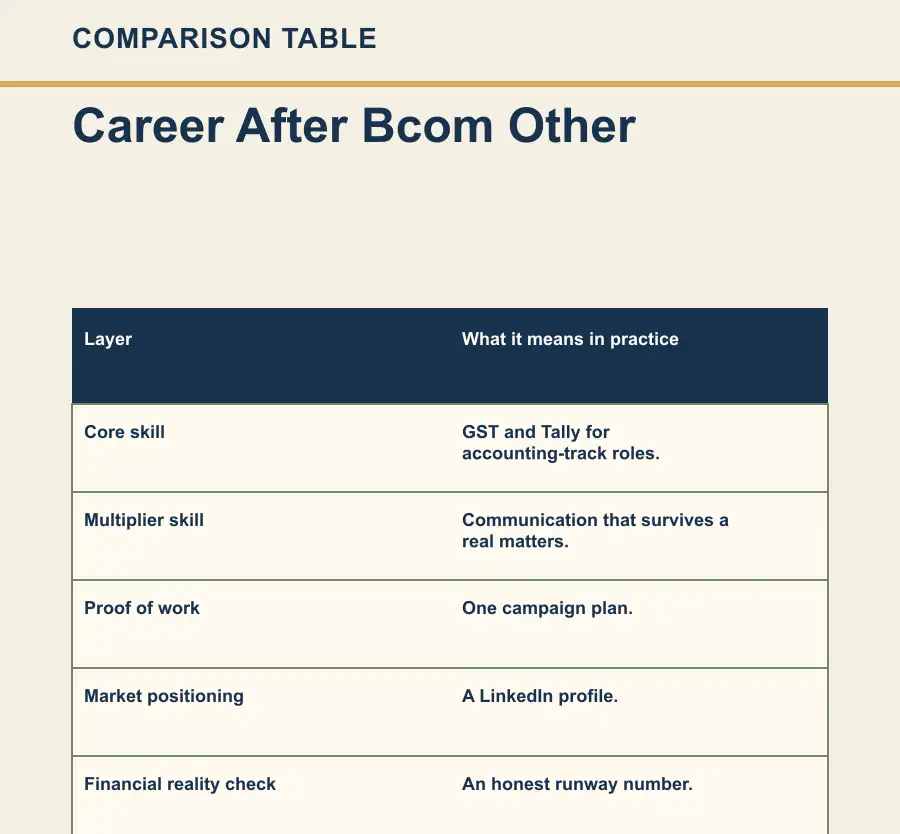 COMPARISON TABLE
Career After Bcom Other
Layer
What it means in practice
Core skill
GST and Tally for
accounting-track roles.
Multiplier skill
Communication that survives a
real matters.
Proof of work
One campaign plan.
Market positioning
A LinkedIn profile.
Financial reality check
An honest runway number.